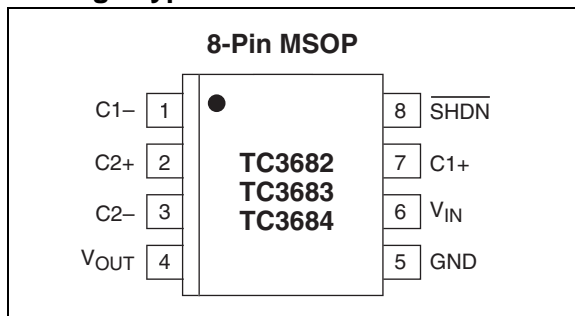 8-Pin MSOP
C1– 1 8 S̅H̅D̅N̅
C2+ 2 TC3682 7 C1+
TC3683
C2– 3 TC3684 6 VIN
VOUT 4 5 GND